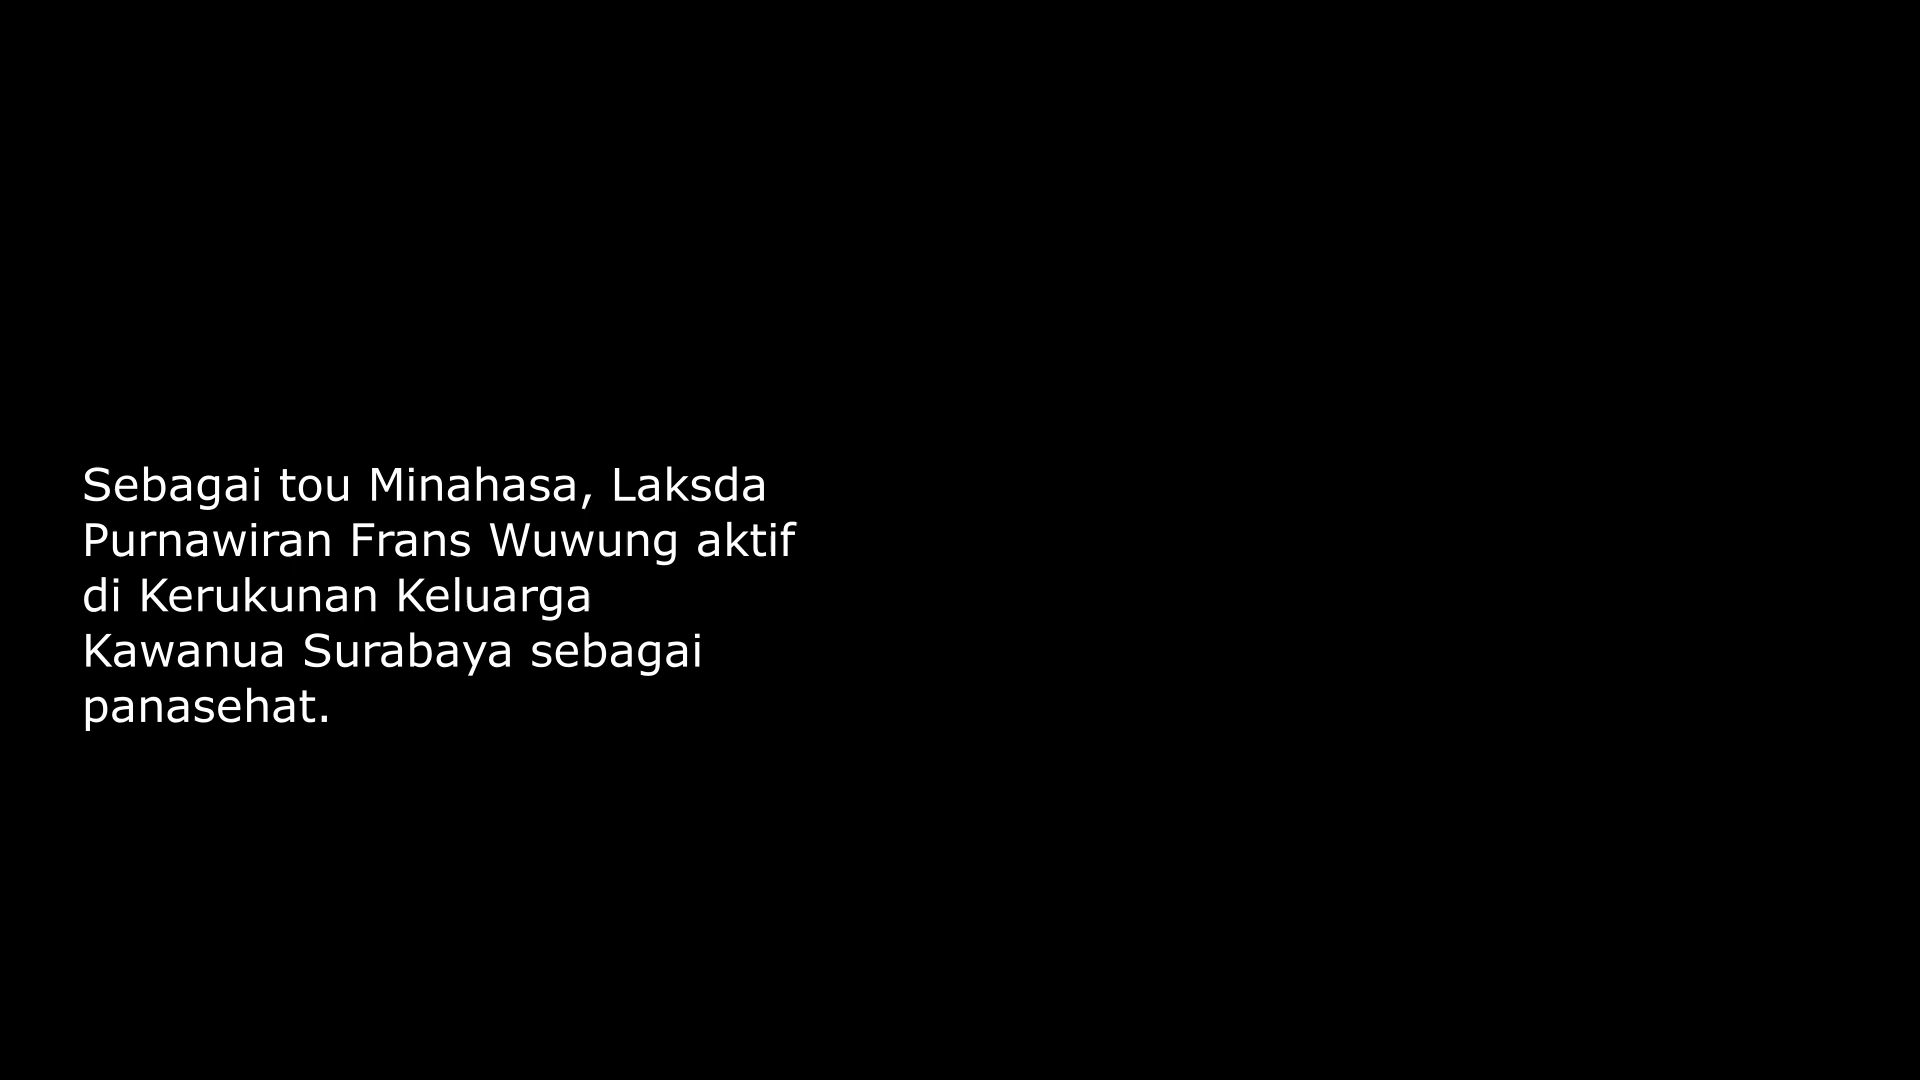 Sebagai tou Minahasa, Laksda
Purnawiran Frans Wuwung aktif
di Kerukunan Keluarga
Kawanua Surabaya sebagai
panasehat.